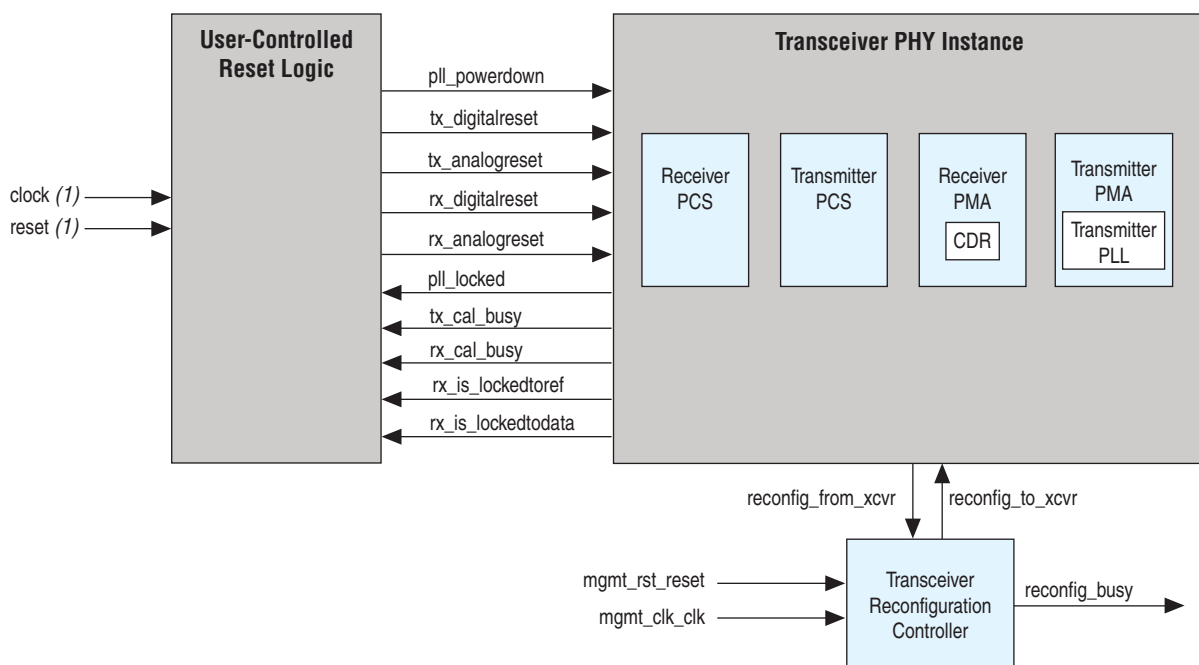 User-Controlled
Reset Logic
Transceiver PHY Instance
clock (1)
reset (1)
pll_powerdown
tx_digitalreset
tx_analogreset
rx_digitalreset
rx_analogreset
pll_locked
tx_cal_busy
rx_cal_busy
rx_is_lockedtoref
rx_is_lockedtodata
Receiver
PCS
Transmitter
PCS
Receiver
PMA
CDR
Transmitter
PMA
Transmitter
PLL
reconfig_from_xcvr
reconfig_to_xcvr
mgmt_rst_reset
mgmt_clk_clk
Transceiver
Reconfiguration
Controller
reconfig_busy